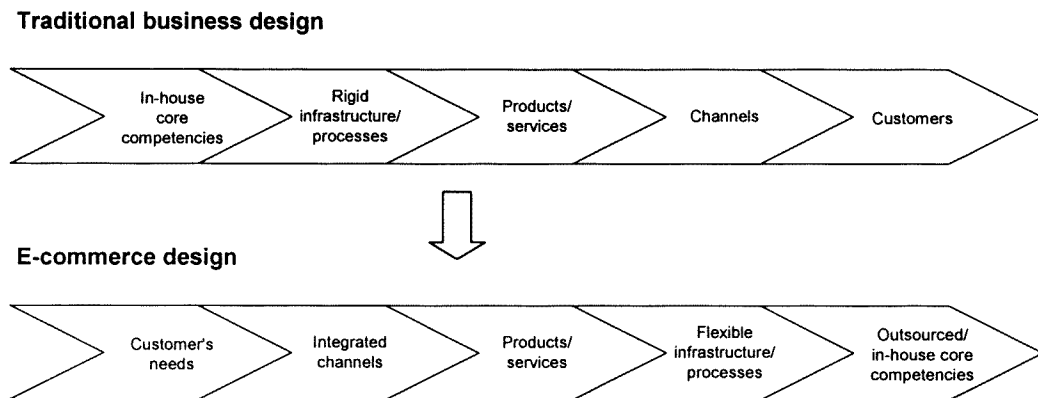 Traditional business design
In-house
core
competencies
Rigid
infrastructure/
processes
Products/
services
Channels
Customers
E-commerce design
Customer's
needs
Integrated
channels
Products/
services
Flexible
infrastructure/
processes
Outsourced/
in-house core
competencies